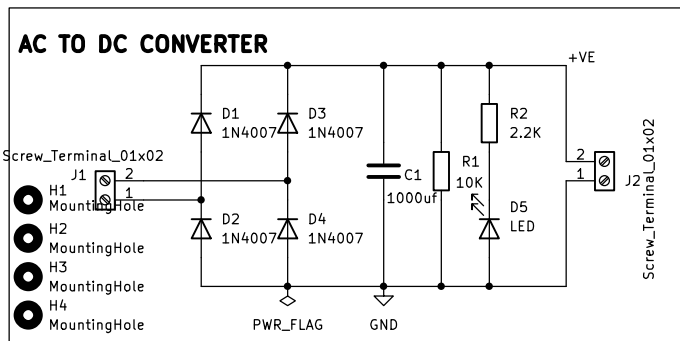 AC TO DC CONVERTER
+VE
D1
1N4007
D3
1N4007
R2
2.2K
Screw_Terminal_01x02
J1
2
1
C1
1000uf
R1
10K
2
1
J2
Screw_Terminal_01x02
H1
MountingHole
H2
MountingHole
H3
MountingHole
H4
MountingHole
D2
1N4007
D4
1N4007
D5
LED
PWR_FLAG
GND